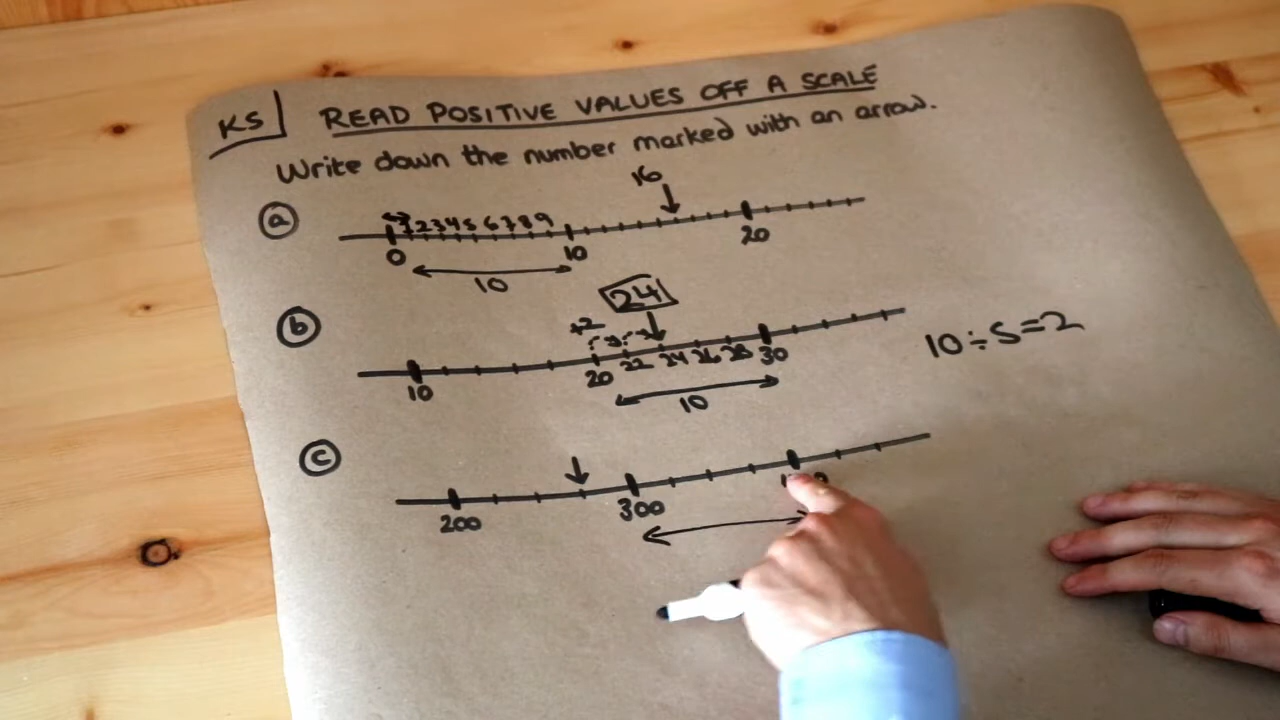 KS READ POSITIVE VALUES OFF A SCALE
Write down the number marked with an arrow.
16
a 1 2 3 4 5 6 7 8 9
0 10 20
10
24
b +2
10 20 22 24 26 28 30
10÷5=2
10
c
200 300